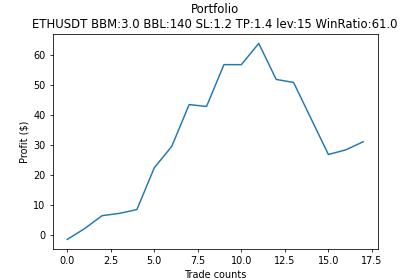 Portfolio
ETHUSDT BBM:3.0 BBL:140 SL:1.2 TP:1.4 lev:15 WinRatio:61.0
60
50
40
30
20
10
0
Profit ($)
0.0 2.5 5.0 7.5 10.0 12.5 15.0 17.5
Trade counts